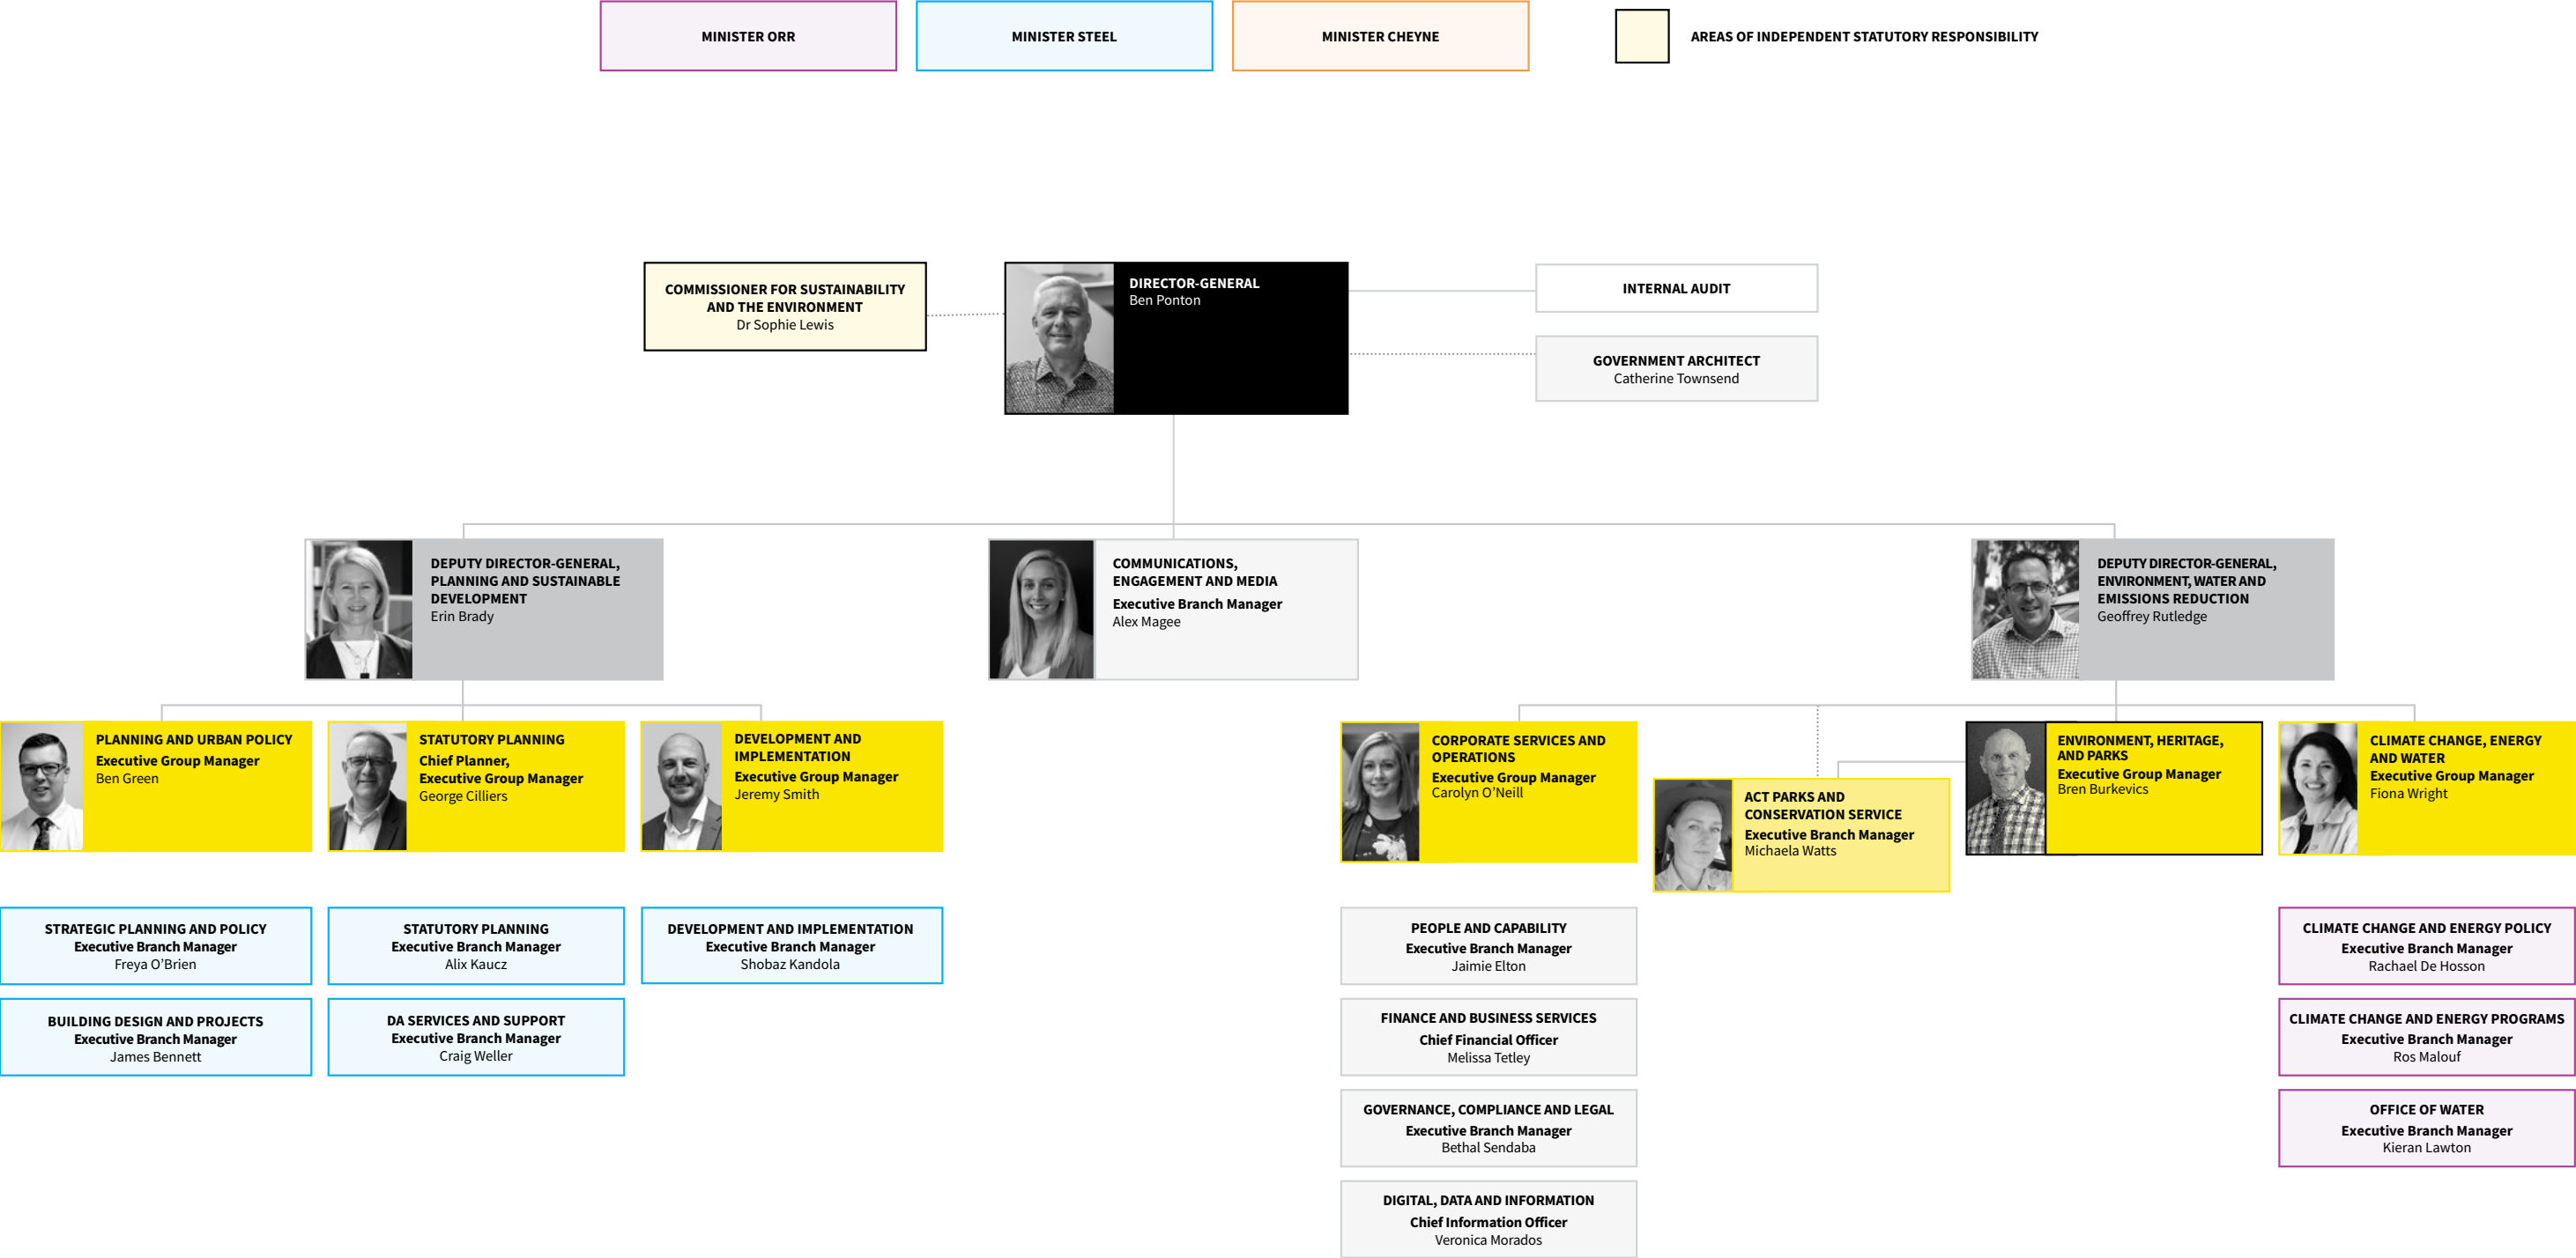 MINISTER ORR
MINISTER STEEL
MINISTER CHEYNE
AREAS OF INDEPENDENT STATUTORY RESPONSIBILITY
COMMISSIONER FOR SUSTAINABILITY
AND THE ENVIRONMENT
Dr Sophie Lewis
DIRECTOR-GENERAL
Ben Ponton
INTERNAL AUDIT
GOVERNMENT ARCHITECT
Catherine Townsend
DEPUTY DIRECTOR-GENERAL,
PLANNING AND SUSTAINABLE
DEVELOPMENT
Erin Brady
COMMUNICATIONS,
ENGAGEMENT AND MEDIA
Executive Branch Manager
Alex Magee
DEPUTY DIRECTOR-GENERAL,
ENVIRONMENT, WATER AND
EMISSIONS REDUCTION
Geoffrey Rutledge
PLANNING AND URBAN POLICY
Executive Group Manager
Ben Green
STATUTORY PLANNING
Chief Planner,
Executive Group Manager
George Cilliers
DEVELOPMENT AND
IMPLEMENTATION
Executive Group Manager
Jeremy Smith
CORPORATE SERVICES AND
OPERATIONS
Executive Group Manager
Carolyn O’Neill
ACT PARKS AND
CONSERVATION SERVICE
Executive Branch Manager
Michaela Watts
ENVIRONMENT, HERITAGE,
AND PARKS
Executive Group Manager
Bren Burkevics
CLIMATE CHANGE, ENERGY
AND WATER
Executive Group Manager
Fiona Wright
STRATEGIC PLANNING AND POLICY
Executive Branch Manager
Freya O’Brien
STATUTORY PLANNING
Executive Branch Manager
Alix Kaucz
DEVELOPMENT AND IMPLEMENTATION
Executive Branch Manager
Shobaz Kandola
PEOPLE AND CAPABILITY
Executive Branch Manager
Jaimie Elton
CLIMATE CHANGE AND ENERGY POLICY
Executive Branch Manager
Rachael De Hosson
BUILDING DESIGN AND PROJECTS
Executive Branch Manager
James Bennett
DA SERVICES AND SUPPORT
Executive Branch Manager
Craig Weller
FINANCE AND BUSINESS SERVICES
Chief Financial Officer
Melissa Tetley
CLIMATE CHANGE AND ENERGY PROGRAMS
Executive Branch Manager
Ros Malouf
GOVERNANCE, COMPLIANCE AND LEGAL
Executive Branch Manager
Bethal Sendaba
OFFICE OF WATER
Executive Branch Manager
Kieran Lawton
DIGITAL, DATA AND INFORMATION
Chief Information Officer
Veronica Morados